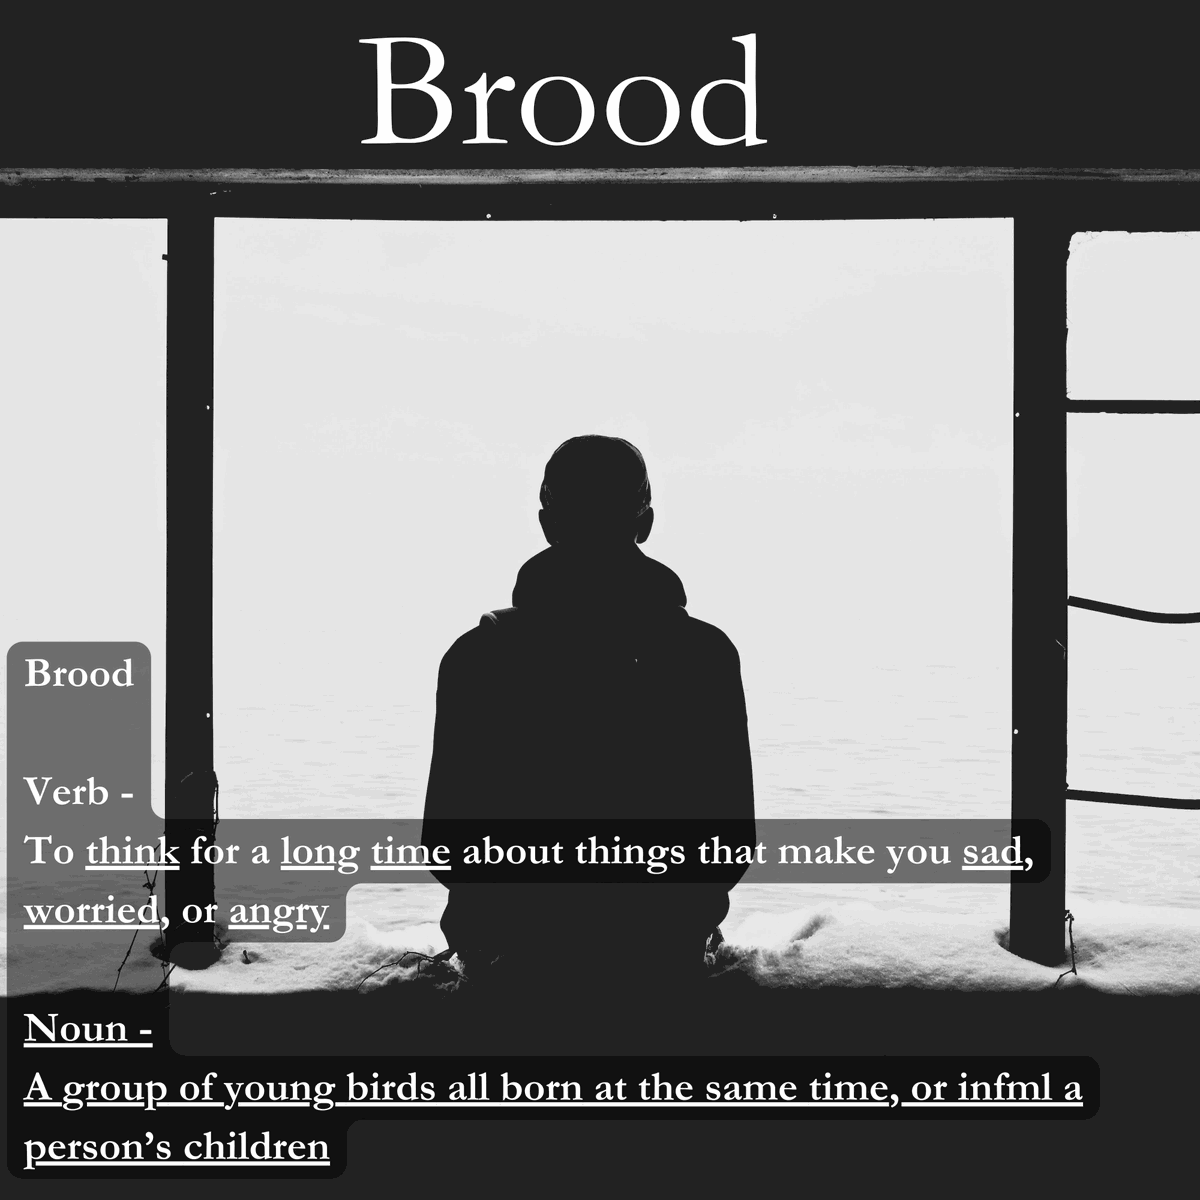 Brood
Brood
Verb -
To think for a long time about things that make you sad,
worried, or angry
Noun -
A group of young birds all born at the same time, or infml a
person's children